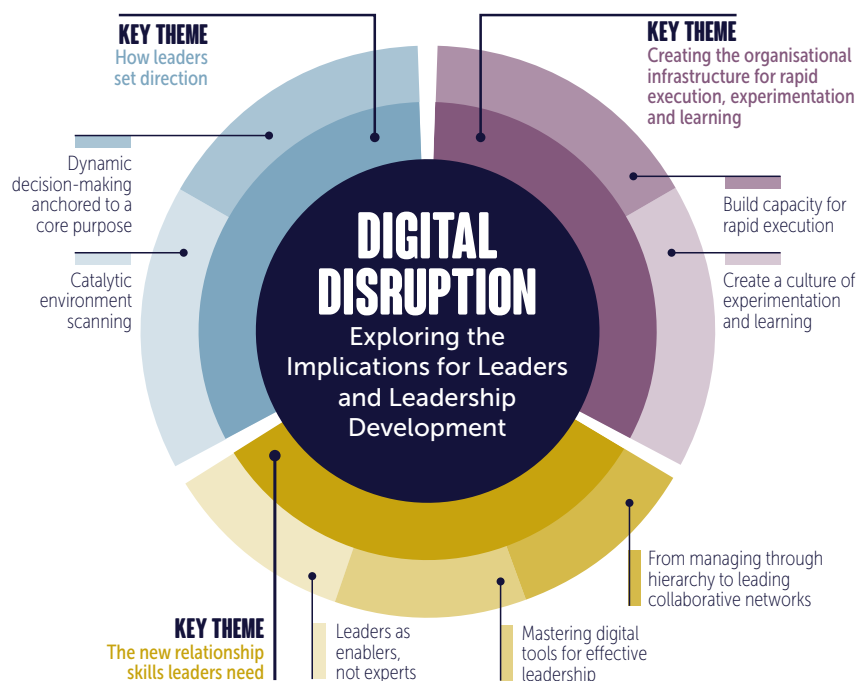 KEY THEME
How leaders
set direction
KEY THEME
Creating the organisational
infrastructure for rapid
execution, experimentation
and learning
Dynamic
decision-making
anchored to a
core purpose
Catalytic
environment
scanning
DIGITAL
DISRUPTION
Exploring the
Implications for Leaders
and Leadership
Development
Build capacity for
rapid execution
Create a culture of
experimentation
and learning
KEY THEME
The new relationship
skills leaders need
Leaders as
enablers,
not experts
Mastering digital
tools for effective
leadership
From managing through
hierarchy to leading
collaborative networks